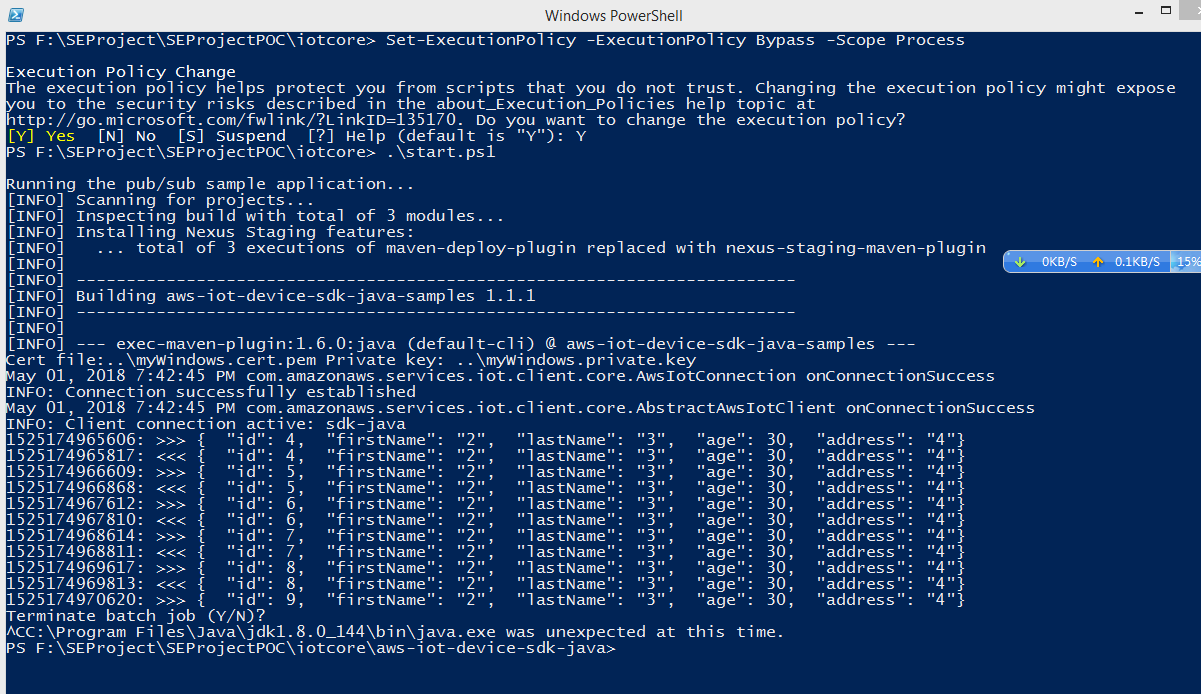 Windows PowerShell
PS F:\SEProject\SEProjectPOC\iotcore> Set-ExecutionPolicy -ExecutionPolicy Bypass -Scope Process
Execution Policy Change
The execution policy helps protect you from scripts that you do not trust. Changing the execution policy might expose
you to the security risks described in the about_Execution_Policies help topic at
http://go.microsoft.com/fwlink/?LinkID=135170. Do you want to change the execution policy?
[Y] Yes  [N] No  [S] Suspend  [?] Help (default is "Y"): Y
PS F:\SEProject\SEProjectPOC\iotcore> .\start.ps1
Running the pub/sub sample application...
[INFO] Scanning for projects...
[INFO] Inspecting build with total of 3 modules...
[INFO] Installing Nexus Staging features:
[INFO]   ... total of 3 executions of maven-deploy-plugin replaced with nexus-staging-maven-plugin
[INFO]
0KB/S 0.1KB/S 15%
[INFO] ------------------------------------------------------------------------
[INFO] Building aws-iot-device-sdk-java-samples 1.1.1
[INFO] ------------------------------------------------------------------------
[INFO]
[INFO] --- exec-maven-plugin:1.6.0:java (default-cli) @ aws-iot-device-sdk-java-samples ---
Cert file:..\myWindows.cert.pem Private key: ..\myWindows.private.key
May 01, 2018 7:42:45 PM com.amazonaws.services.iot.client.core.AwsIotConnection onConnectionSuccess
INFO: Connection successfully established
May 01, 2018 7:42:45 PM com.amazonaws.services.iot.client.core.AbstractAwsIotClient onConnectionSuccess
INFO: Client connection active: sdk-java
1525174965606: >>> {  "id": 4,  "firstName": "2",  "lastName": "3",  "age": 30,  "address": "4"}
1525174965817: <<< {  "id": 4,  "firstName": "2",  "lastName": "3",  "age": 30,  "address": "4"}
1525174966609: >>> {  "id": 5,  "firstName": "2",  "lastName": "3",  "age": 30,  "address": "4"}
1525174966868: <<< {  "id": 5,  "firstName": "2",  "lastName": "3",  "age": 30,  "address": "4"}
1525174967612: >>> {  "id": 6,  "firstName": "2",  "lastName": "3",  "age": 30,  "address": "4"}
1525174967810: <<< {  "id": 6,  "firstName": "2",  "lastName": "3",  "age": 30,  "address": "4"}
1525174968614: >>> {  "id": 7,  "firstName": "2",  "lastName": "3",  "age": 30,  "address": "4"}
1525174968811: <<< {  "id": 7,  "firstName": "2",  "lastName": "3",  "age": 30,  "address": "4"}
1525174969617: >>> {  "id": 8,  "firstName": "2",  "lastName": "3",  "age": 30,  "address": "4"}
1525174969813: <<< {  "id": 8,  "firstName": "2",  "lastName": "3",  "age": 30,  "address": "4"}
1525174970620: >>> {  "id": 9,  "firstName": "2",  "lastName": "3",  "age": 30,  "address": "4"}
Terminate batch job (Y/N)?
^CC:\Program Files\Java\jdk1.8.0_144\bin\java.exe was unexpected at this time.
PS F:\SEProject\SEProjectPOC\iotcore\aws-iot-device-sdk-java>